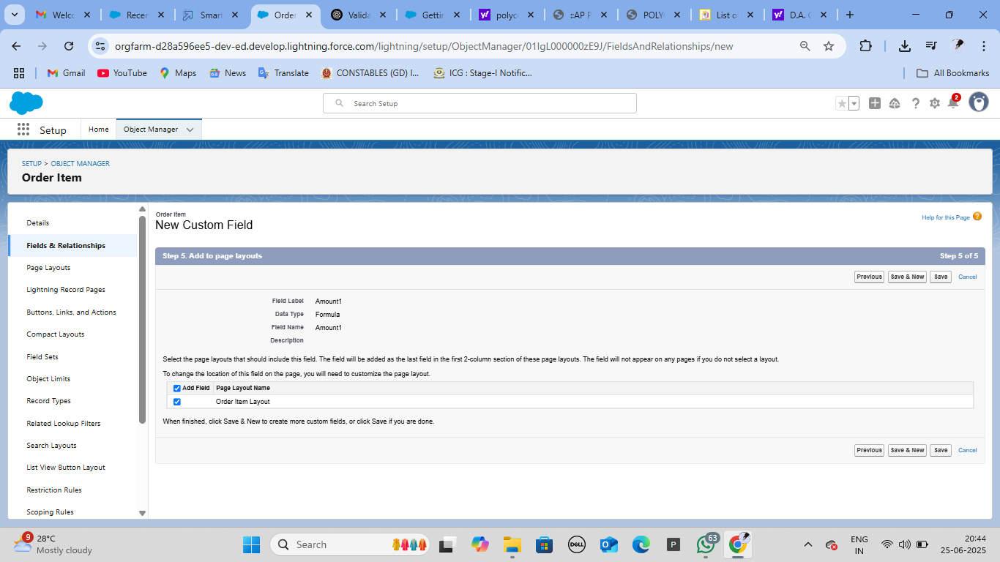 Welco
Recen
Smart
Order
Valida
Gettin
polyc
::AP P
POLY
List o
D.A. C
orgfarm-d28a596ee5-dev-ed.develop.lightning.force.com/lightning/setup/ObjectManager/01IgL000000zE9J/FieldsAndRelationships/new
Gmail
YouTube
Maps
News
Translate
CONSTABLES (GD) I...
ICG : Stage-I Notific...
All Bookmarks
Search Setup
2
Setup
Home
Object Manager
SETUP > OBJECT MANAGER
Order Item
Details
Fields & Relationships
Page Layouts
Lightning Record Pages
Buttons, Links, and Actions
Compact Layouts
Field Sets
Object Limits
Record Types
Related Lookup Filters
Search Layouts
List View Button Layout
Restriction Rules
Scoping Rules
Order Item
New Custom Field
Help for this Page
Step 5. Add to page layouts
Step 5 of 5
Previous
Save & New
Save
Cancel
Field Label Amount1
Data Type Formula
Field Name Amount1
Description
Select the page layouts that should include this field. The field will be added as the last field in the first 2-column section of these page layouts. The field will not appear on any pages if you do not select a layout.
To change the location of this field on the page, you will need to customize the page layout.
Add Field Page Layout Name
Order Item Layout
When finished, click Save & New to create more custom fields, or click Save if you are done.
Previous
Save & New
Save
Cancel
9
28°C
Mostly cloudy
Search
DELL
P
63
ENG
IN
20:44
25-06-2025